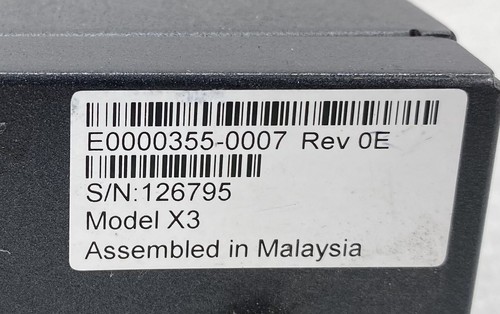 E0000355-0007 Rev 0E
S/N:126795
Model X3
Assembled in Malaysia